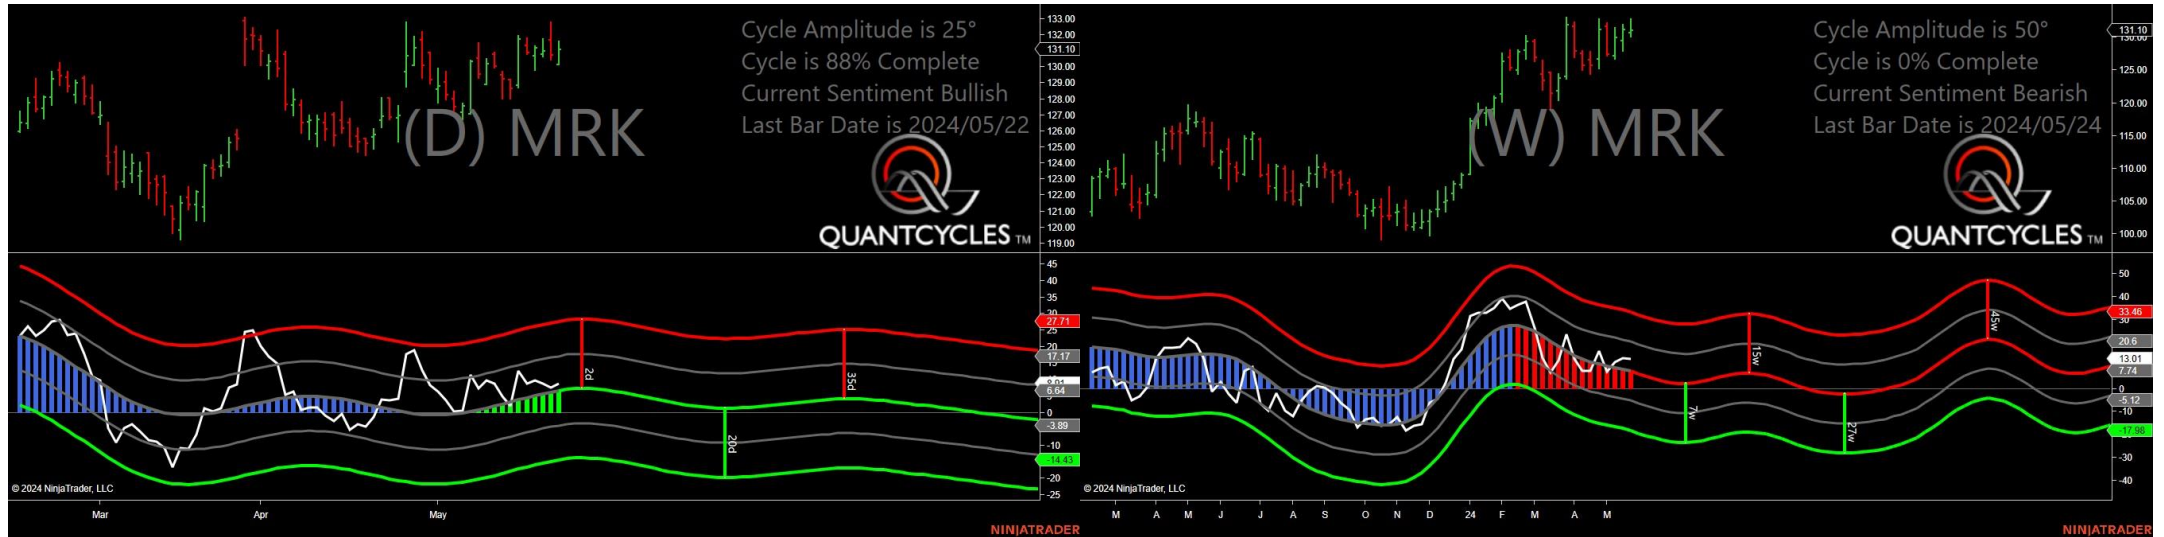 Cycle Amplitude is 25°
Cycle is 88% Complete
Current Sentiment Bullish
Last Bar Date is 2024/05/22
(D) MRK
QUANTCYCLES TM
133.00
132.00
131.10
130.00
129.00
128.00
127.00
126.00
125.00
124.00
123.00
122.00
121.00
120.00
119.00
45
40
35
30
27.71
25
20
17.17
15
10
6.64
0
-3.89
-10
-14.43
-20
-25
2d
20d
35d
© 2024 NinjaTrader, LLC
Mar
Apr
May
NINJATRADER
Cycle Amplitude is 50°
Cycle is 0% Complete
Current Sentiment Bearish
Last Bar Date is 2024/05/24
(W) MRK
QUANTCYCLES TM
131.10
125.00
120.00
115.00
110.00
105.00
100.00
50
40
33.46
30
20.6
13.01
7.74
0
-5.12
-10
-17.98
-30
-40
7w
15w
27w
45w
© 2024 NinjaTrader, LLC
M A M J J A S O N D 24 F M A M
NINJATRADER